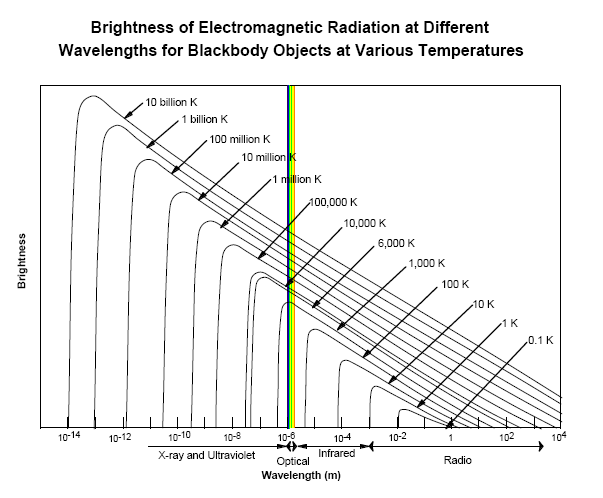 Brightness of Electromagnetic Radiation at Different
Wavelengths for Blackbody Objects at Various Temperatures
10 billion K
1 billion K
100 million K
10 million K
1 million K
100,000 K
10,000 K
6,000 K
1,000 K
100 K
10 K
1 K
0.1 K
Brightness
10-14 10-12 10-10 10-8 10-6 10-4 10-2 1 102 104
X-ray and Ultraviolet Optical Infrared Radio
Wavelength (m)